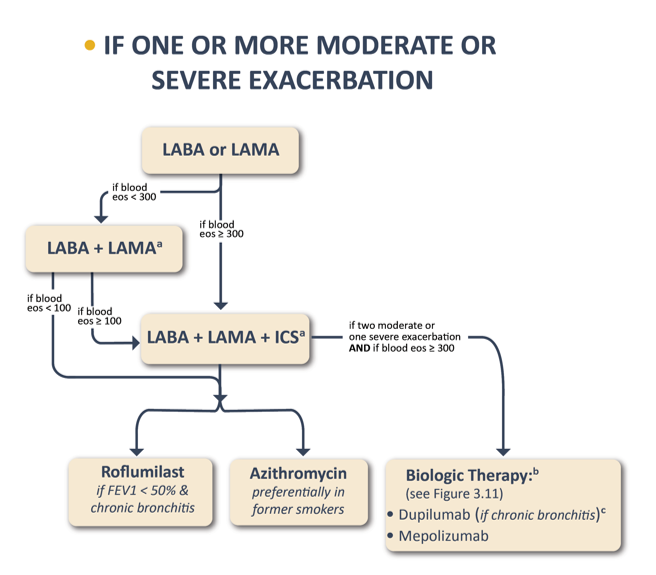 • IF ONE OR MORE MODERATE OR
SEVERE EXACERBATION
LABA or LAMA
if blood
eos < 300
if blood
eos ≥ 300
LABA + LAMAᵃ
if blood
eos < 100
if blood
eos ≥ 100
LABA + LAMA + ICSᵃ
if two moderate or
one severe exacerbation
AND if blood eos ≥ 300
Roflumilast
if FEV1 < 50% &
chronic bronchitis
Azithromycin
preferentially in
former smokers
Biologic Therapy:ᵇ
(see Figure 3.11)
• Dupilumab (if chronic bronchitis)ᶜ
• Mepolizumab